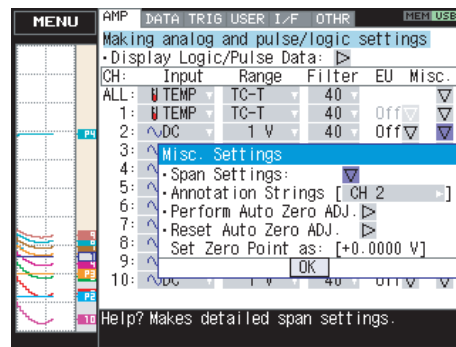 MENU AMP DATA TRIG USER I/F OTHR MEM USB
Making analog and pulse/logic settings
・Display Logic/Pulse Data:
CH: Input Range Filter EU Misc.
ALL: TEMP TC-T 40
1: TEMP TC-T 40 Off
2: DC 1 V 40 Off
P4
3:
Misc. Settings
4:
・Span Settings:
5:
・Annotation Strings [ CH 2 ]
6:
・Perform Auto Zero ADJ.
7:
・Reset Auto Zero ADJ.
8:
Set Zero Point as: [+0.0000 V]
9:
OK
10: DC 1 V 40 Off
P2
10
Help? Makes detailed span settings.